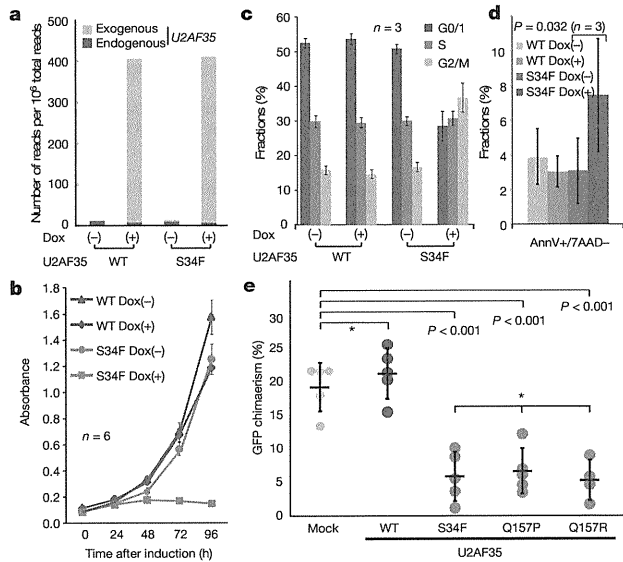 a
Number of reads per 10⁶ total reads
500
400
300
200
100
0
Exogenous
Endogenous
U2AF35
Dox (–) (+) (–) (+)
U2AF35 WT S34F
b
Absorbance
1.8
1.6
1.4
1.2
1.0
0.8
0.6
0.4
0.2
0.0
WT Dox(–)
WT Dox(+)
S34F Dox(–)
S34F Dox(+)
n = 6
0 24 48 72 96
Time after induction (h)
c
Fractions (%)
60
50
40
30
20
10
0
n = 3
G0/1
S
G2/M
Dox (–) (+) (–) (+)
U2AF35 WT S34F
d
P = 0.032 (n = 3)
Fractions (%)
10
8
6
4
2
0
WT Dox(–)
WT Dox(+)
S34F Dox(–)
S34F Dox(+)
AnnV+/7AAD–
e
GFP chimaerism (%)
35
30
25
20
15
10
5
0
*
P < 0.001
P < 0.001
P < 0.001
*
Mock WT S34F Q157P Q157R
U2AF35